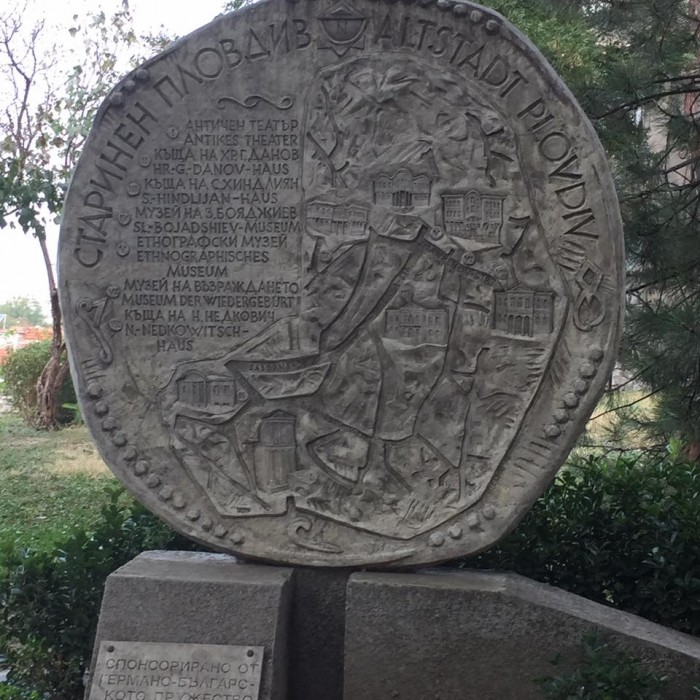 СТАРИНЕН ПЛОВДИВ
ALTSTADT PLOVDIV
АНТИЧЕН ТЕАТЪР
ANTIKES THEATER
КЪЩА НА ХР.Г.ДАНОВ
HR.-G.-DANOV-HAUS
КЪЩА НА С.ХИНДЛИЯН
S.-HINDLIJAN-HAUS
МУЗЕЙ НА З.БОЯДЖИЕВ
SL.-BOJADSHIEV-MUSEUM
ЕТНОГРАФСКИ МУЗЕЙ
ETHNOGRAPHISCHES
MUSEUM
МУЗЕЙ НА ВЪЗРАЖДАНЕТО
MUSEUM DER WIEDERGEBURT
КЪЩА НА Н. НЕДКОВИЧ
N.-NEDKOWITSCH-
HAUS
СПОНСОРИРАНО ОТ
ГЕРМАНО-БЪЛГАРС-
КОТО ДРУЖЕСТВО